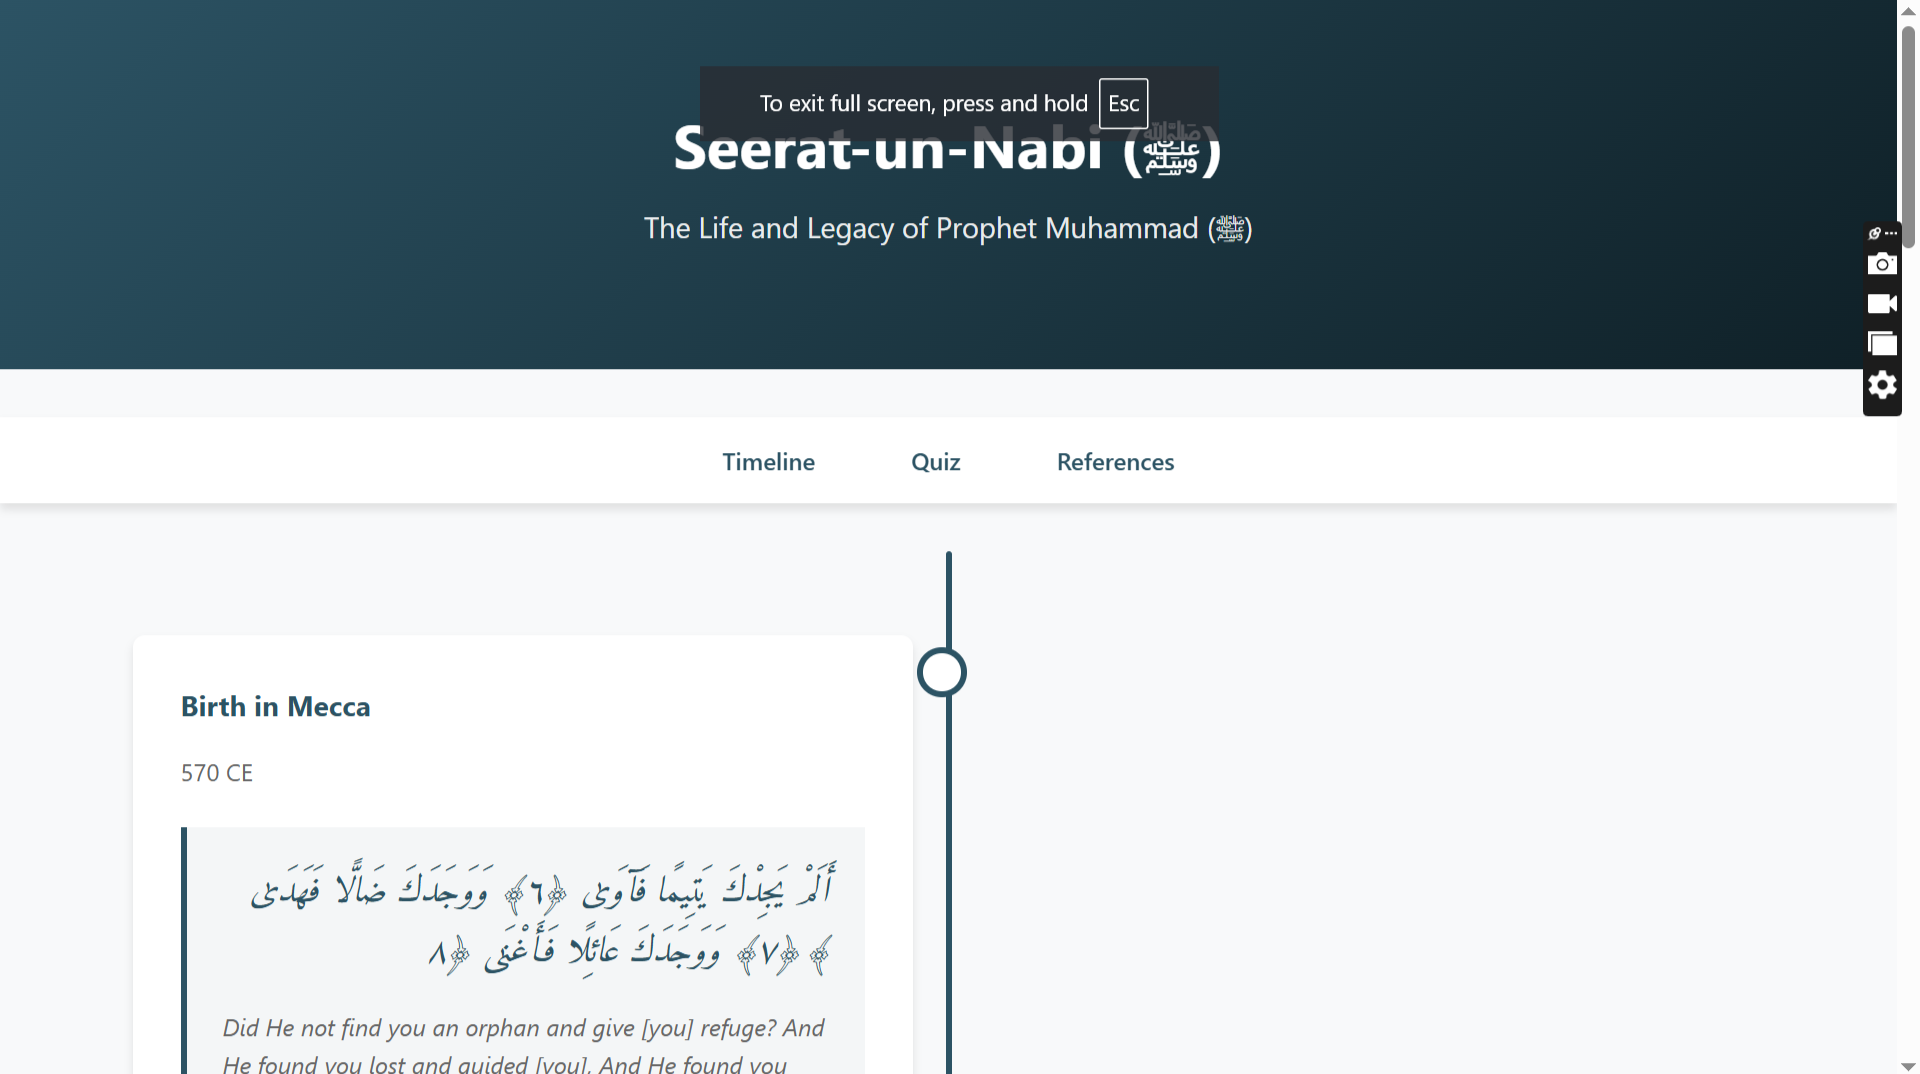 To exit full screen, press and hold Esc
Seerat-un-Nabi (ﷺ)
The Life and Legacy of Prophet Muhammad (ﷺ)
Timeline Quiz References
Birth in Mecca
570 CE
أَلَمْ يَجِدْكَ يَتِيمًا فَآوَىٰ ﴿٦﴾ وَوَجَدَكَ ضَالًّا فَهَدَىٰ
﴿٧﴾ وَوَجَدَكَ عَائِلًا فَأَغْنَىٰ ﴿٨﴾
Did He not find you an orphan and give [you] refuge? And
He found you lost and guided [you], And He found you